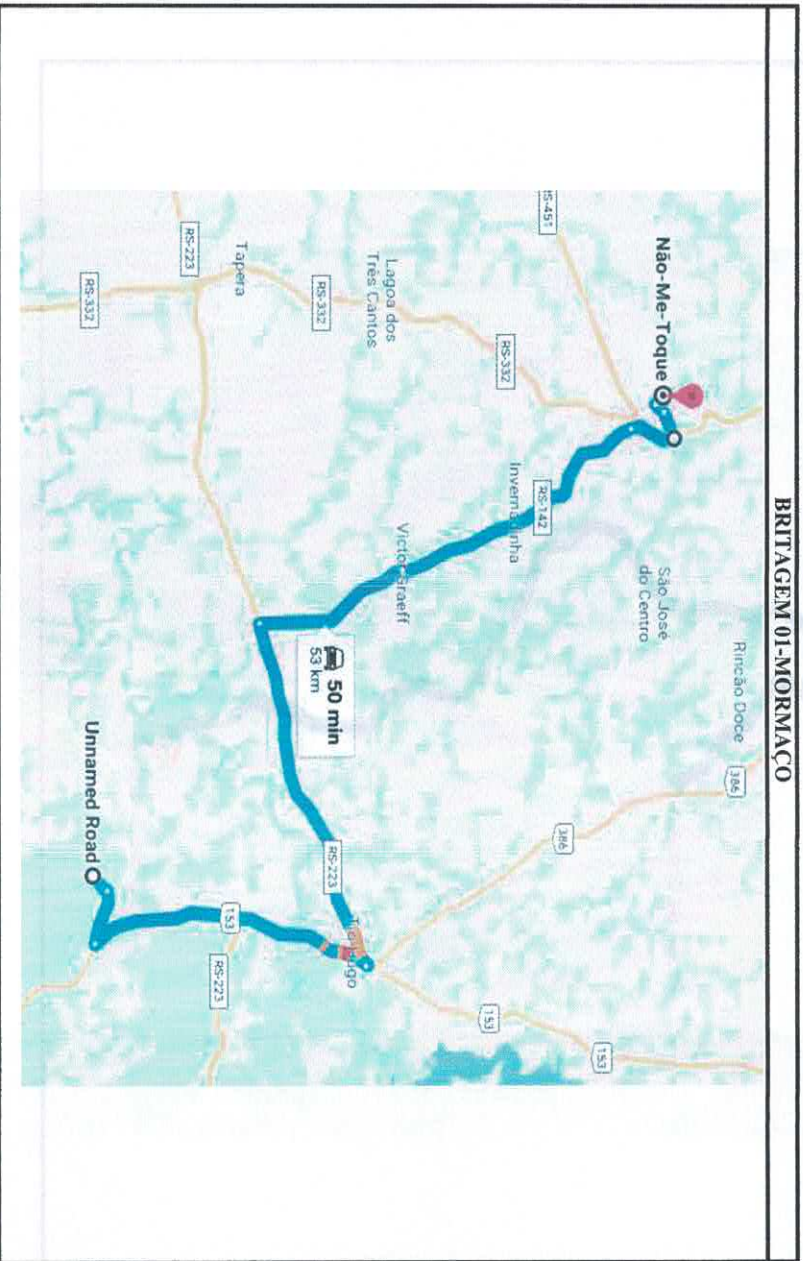 BRITAGEM 01-MORMAÇO
Rincão Doce
386
São José
do Centro
Não-Me-Toque
RS-142
386
RS-451
Invernadinha
RS-332
153
153
Victor Graeff
Lagoa dos
Três Cantos
RS-332
50 min
53 km
RS-223
Tio Hugo
Tapera
RS-223
153
RS-223
RS-332
Unnamed Road